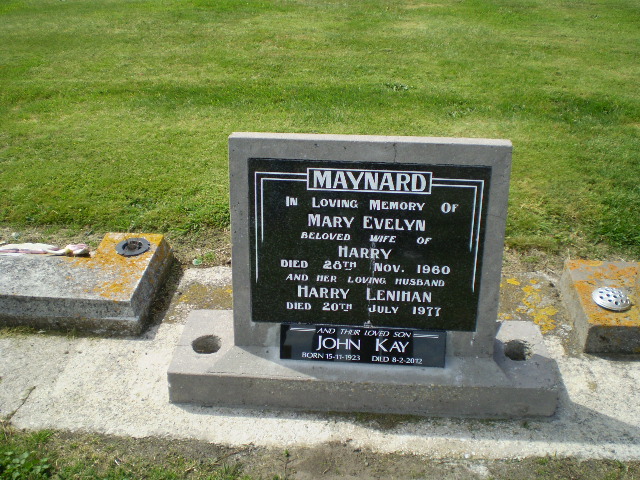 MAYNARD
IN LOVING MEMORY OF
MARY EVELYN
BELOVED WIFE OF
HARRY
DIED 28TH NOV. 1960
AND HER LOVING HUSBAND
HARRY LENIHAN
DIED 20TH JULY 1977
AND THEIR LOVED SON
JOHN KAY
BORN 15-11-1923 DIED 8-2-2012